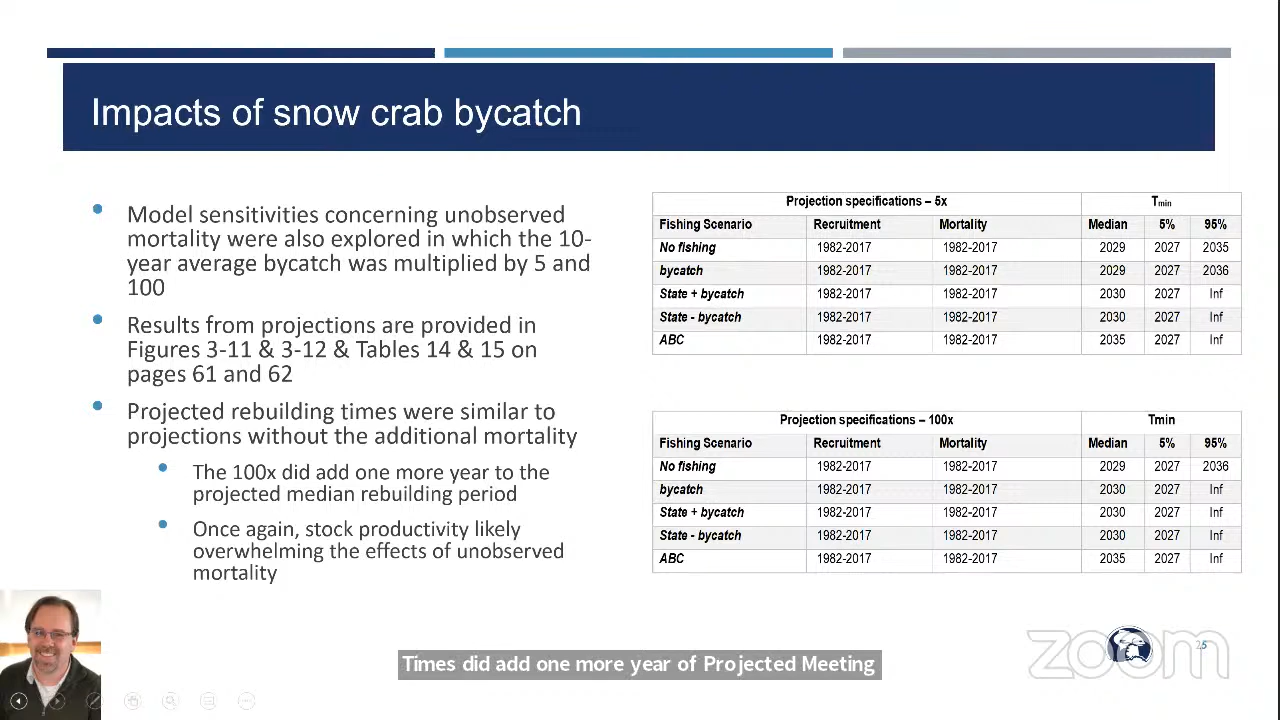 Impacts of snow crab bycatch
Model sensitivities concerning unobserved
mortality were also explored in which the 10-
year average bycatch was multiplied by 5 and
100
Results from projections are provided in
Figures 3-11 & 3-12 & Tables 14 & 15 on
pages 61 and 62
Projected rebuilding times were similar to
projections without the additional mortality
The 100x did add one more year to the
projected median rebuilding period
Once again, stock productivity likely
overwhelming the effects of unobserved
mortality
Projection specifications – 5x Tmin
Fishing Scenario Recruitment Mortality Median 5% 95%
No fishing 1982-2017 1982-2017 2029 2027 2035
bycatch 1982-2017 1982-2017 2029 2027 2036
State + bycatch 1982-2017 1982-2017 2030 2027 Inf
State - bycatch 1982-2017 1982-2017 2030 2027 Inf
ABC 1982-2017 1982-2017 2035 2027 Inf
Projection specifications – 100x Tmin
Fishing Scenario Recruitment Mortality Median 5% 95%
No fishing 1982-2017 1982-2017 2029 2027 2036
bycatch 1982-2017 1982-2017 2030 2027 Inf
State + bycatch 1982-2017 1982-2017 2030 2027 Inf
State - bycatch 1982-2017 1982-2017 2030 2027 Inf
ABC 1982-2017 1982-2017 2035 2027 Inf
Times did add one more year of Projected Meeting
zoom
25